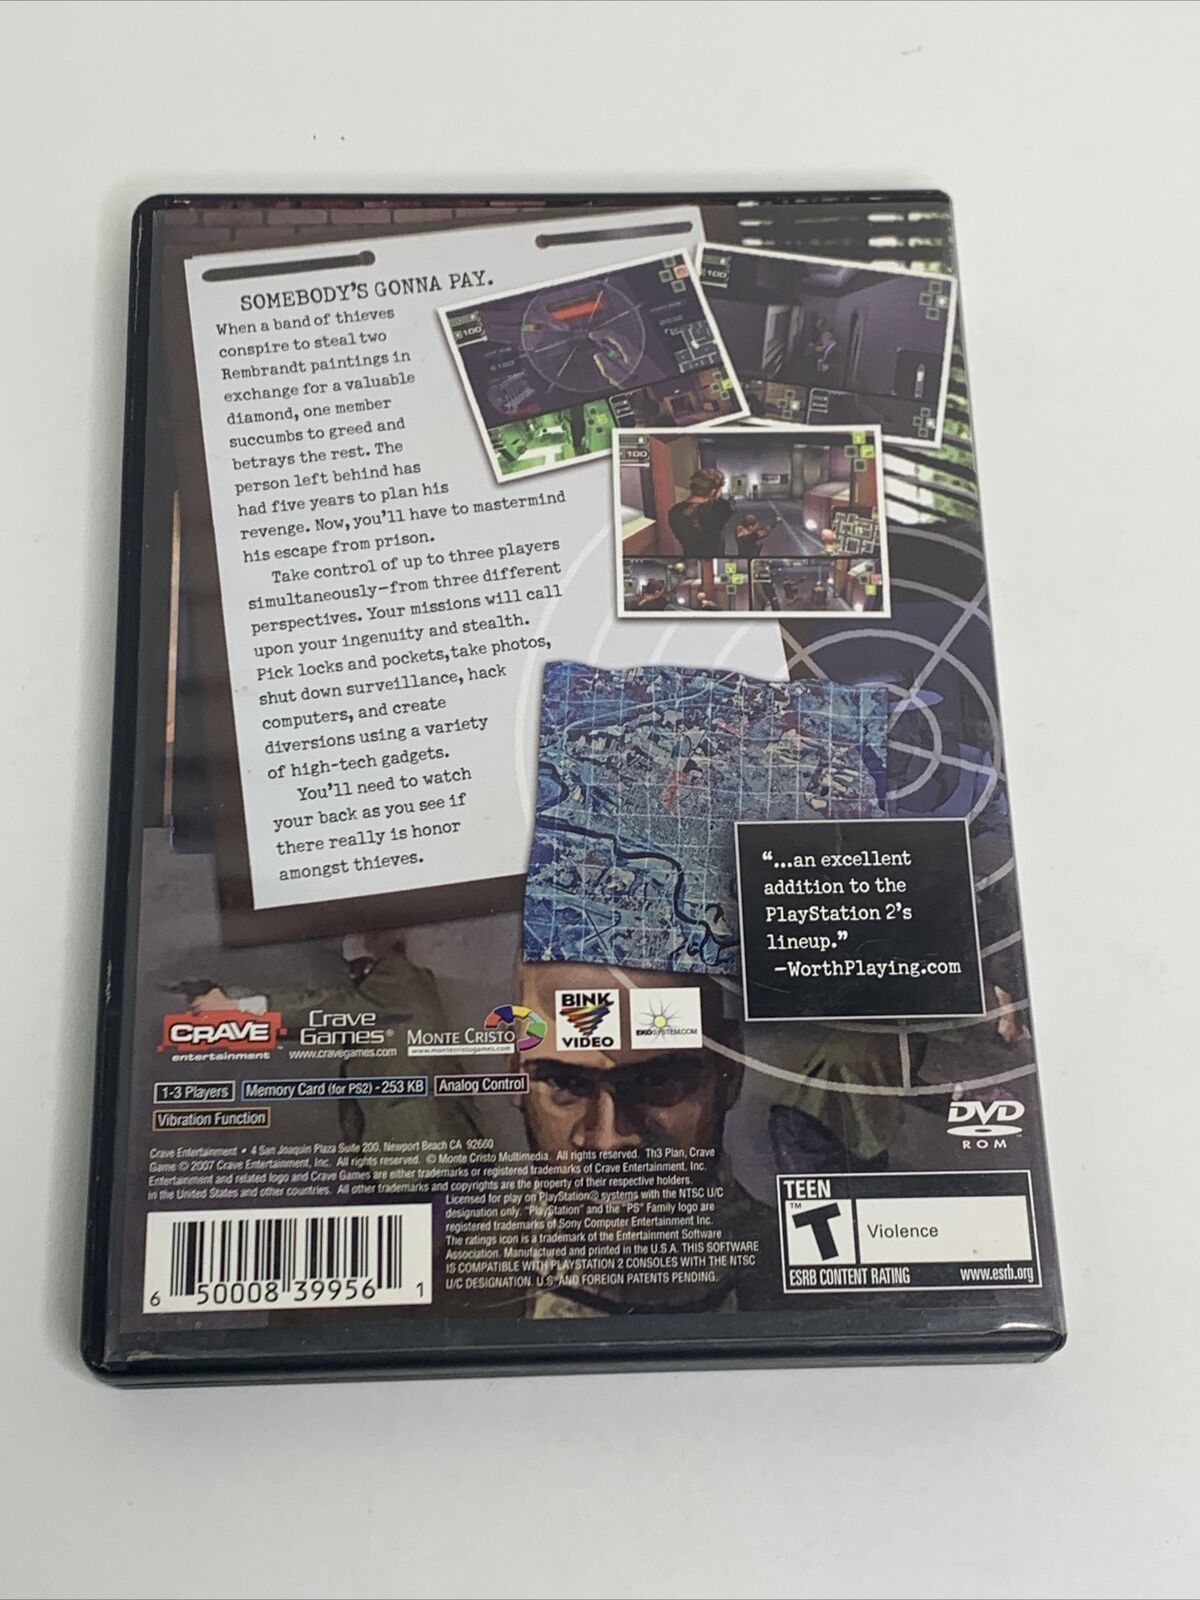 SOMEBODY'S GONNA PAY.
When a band of thieves
conspire to steal two
Rembrandt paintings in
exchange for a valuable
diamond, one member
succumbs to greed and
betrays the rest. The
person left behind has
had five years to plan his
revenge. Now, you'll have to mastermind
his escape from prison.
Take control of up to three players
simultaneously—from three different
perspectives. Your missions will call
upon your ingenuity and stealth.
Pick locks and pockets, take photos,
shut down surveillance, hack
computers, and create
diversions using a variety
of high-tech gadgets.
You'll need to watch
your back as you see if
there really is honor
amongst thieves.
100
100
100
"...an excellent
addition to the
PlayStation 2's
lineup."
—WorthPlaying.com
CRAVE
entertainment
Crave
Games®
www.cravegames.com
MONTE CRISTO
www.montecristogames.com
BINK
VIDEO
EKOSYSTEM.COM
1-3 Players
Memory Card (for PS2) - 253 KB
Analog Control
Vibration Function
DVD
ROM
Crave Entertainment • 4 San Joaquin Plaza Suite 200, Newport Beach CA 92660
Game © 2007 Crave Entertainment, Inc. All rights reserved. © Monte Cristo Multimedia. All rights reserved. Th3 Plan, Crave
Entertainment and related logo and Crave Games are either trademarks or registered trademarks of Crave Entertainment, Inc.
in the United States and other countries. All other trademarks and copyrights are the property of their respective holders.
Licensed for play on PlayStation® systems with the NTSC U/C
designation only. "PlayStation" and the "PS" Family logo are
registered trademarks of Sony Computer Entertainment Inc.
The ratings icon is a trademark of the Entertainment Software
Association. Manufactured and printed in the U.S.A. THIS SOFTWARE
IS COMPATIBLE WITH PLAYSTATION 2 CONSOLES WITH THE NTSC
U/C DESIGNATION. U.S. AND FOREIGN PATENTS PENDING.
6 50008 39956 1
TEEN
T
TM
Violence
ESRB CONTENT RATING www.esrb.org